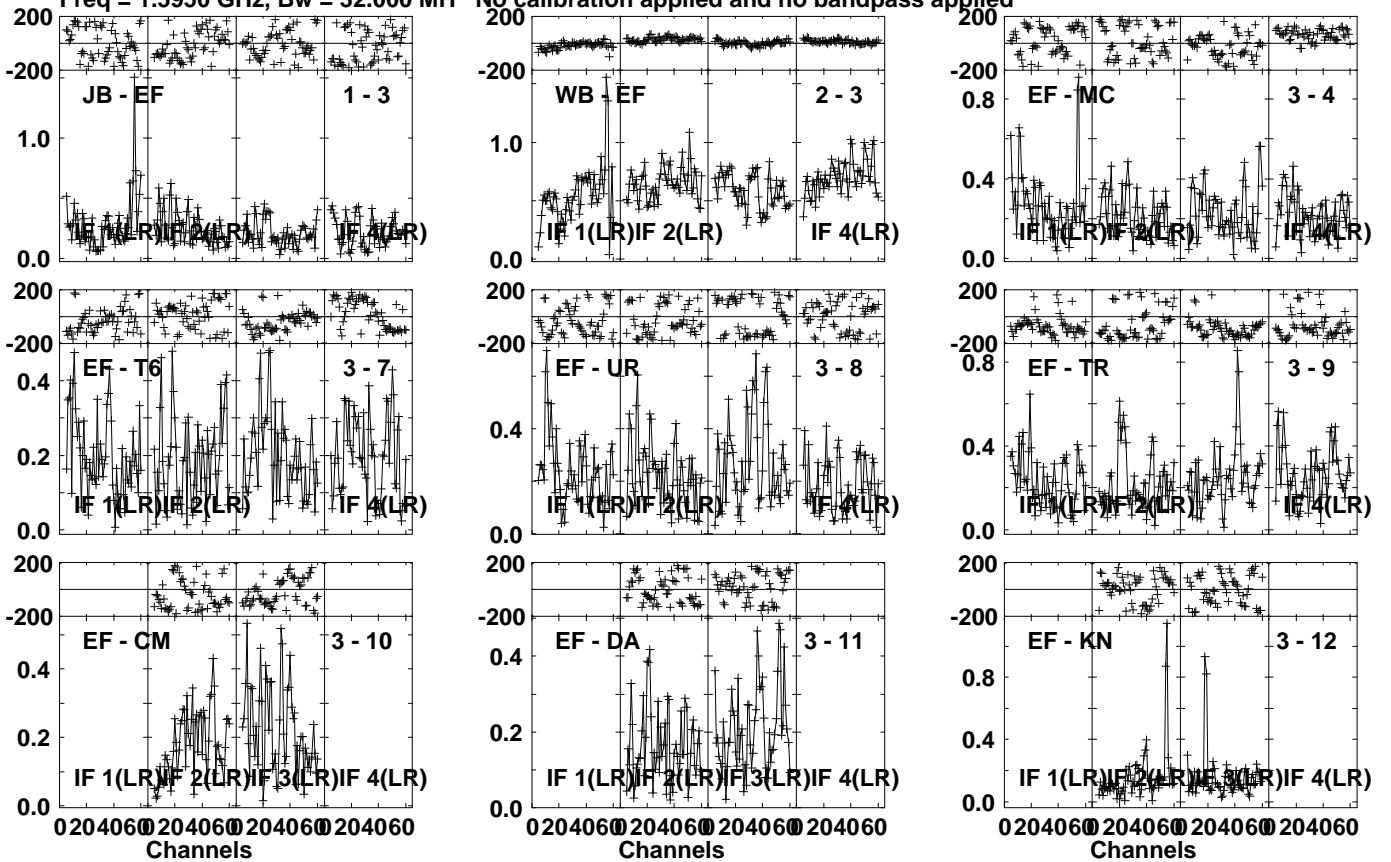 Freq = 1.5950 GHz, Bw = 32.000 MH No calibration applied and no bandpass applied
200
-200
JB - EF 1 - 3
1.0
0.0
IF 1(LR) IF 2(LR) IF 4(LR)
200
-200
WB - EF 2 - 3
1.0
0.0
IF 1(LR) IF 2(LR) IF 4(LR)
200
-200
EF - MC 3 - 4
0.8
0.4
0.0
IF 1(LR) IF 2(LR) IF 4(LR)
200
-200
EF - T6 3 - 7
0.4
0.2
0.0
IF 1(LR) IF 2(LR) IF 4(LR)
200
-200
EF - UR 3 - 8
0.4
0.0
IF 1(LR) IF 2(LR) IF 4(LR)
200
-200
EF - TR 3 - 9
0.8
0.4
0.0
IF 1(LR) IF 2(LR) IF 4(LR)
200
-200
EF - CM 3 - 10
0.4
0.2
0.0
IF 1(LR) IF 2(LR) IF 3(LR) IF 4(LR)
0 20 40 60 0 20 40 60 0 20 40 60 0 20 40 60
Channels
200
-200
EF - DA 3 - 11
0.4
0.2
0.0
IF 1(LR) IF 2(LR) IF 3(LR) IF 4(LR)
0 20 40 60 0 20 40 60 0 20 40 60 0 20 40 60
Channels
200
-200
EF - KN 3 - 12
0.8
0.4
0.0
IF 1(LR) IF 2(LR) IF 3(LR) IF 4(LR)
0 20 40 60 0 20 40 60 0 20 40 60 0 20 40 60
Channels